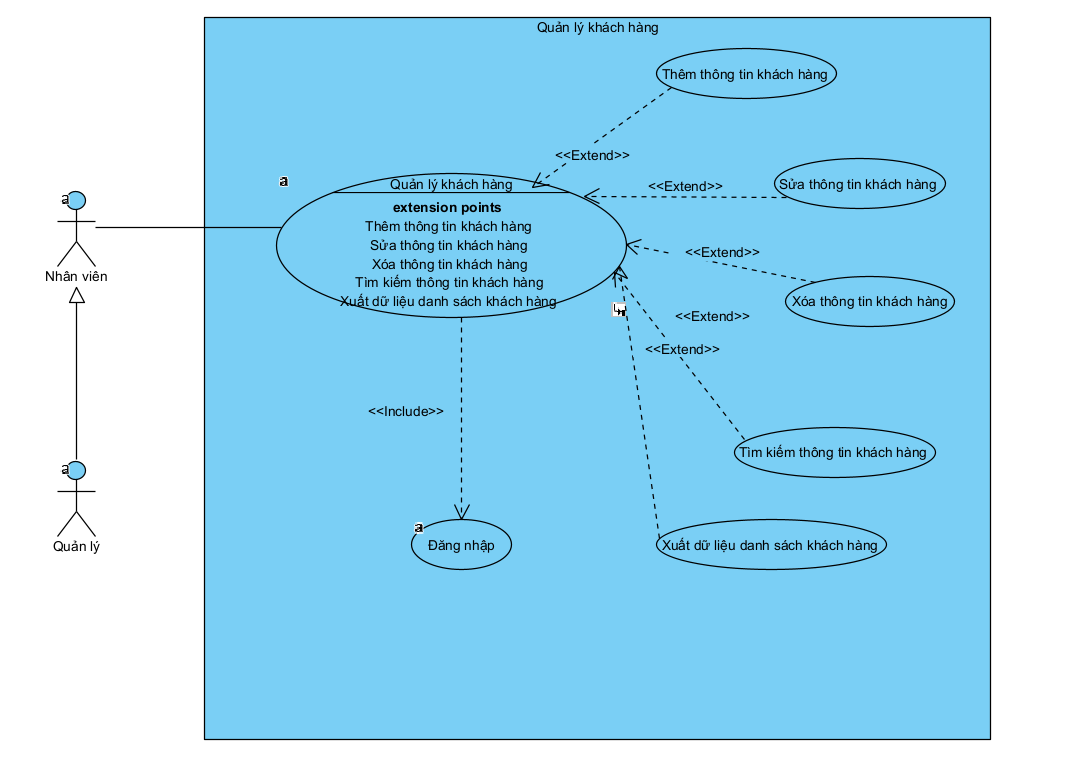 Quản lý khách hàng
Thêm thông tin khách hàng
<<Extend>>
a
Quản lý khách hàng
<<Extend>>
Sửa thông tin khách hàng
a
extension points
Thêm thông tin khách hàng
Sửa thông tin khách hàng
<<Extend>>
Xóa thông tin khách hàng
Nhân viên
Tìm kiếm thông tin khách hàng
Xuất dữ liệu danh sách khách hàng
Xóa thông tin khách hàng
<<Extend>>
<<Extend>>
<<Include>>
Tìm kiếm thông tin khách hàng
a
a
Quản lý
Đăng nhập
Xuất dữ liệu danh sách khách hàng